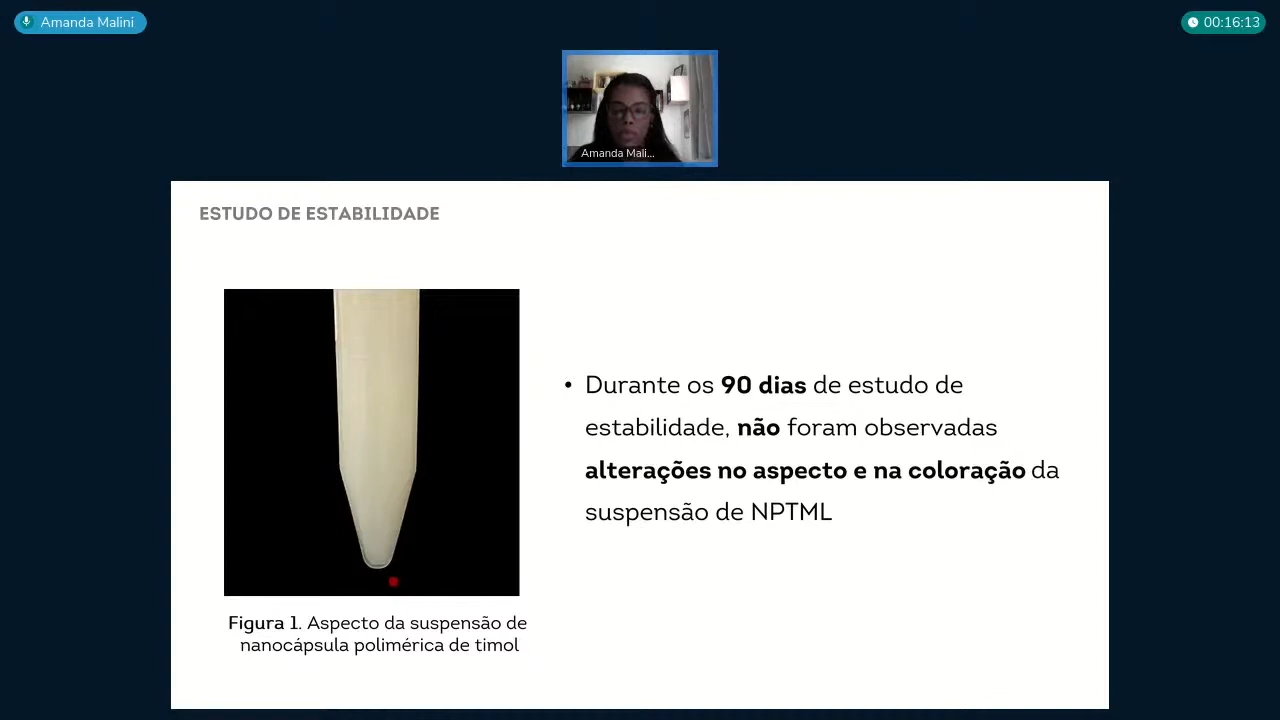 Amanda Malini
00:16:13
Amanda Mali...
ESTUDO DE ESTABILIDADE
• Durante os 90 dias de estudo de
estabilidade, não foram observadas
alterações no aspecto e na coloração da
suspensão de NPTML
Figura 1. Aspecto da suspensão de
nanocápsula polimérica de timol